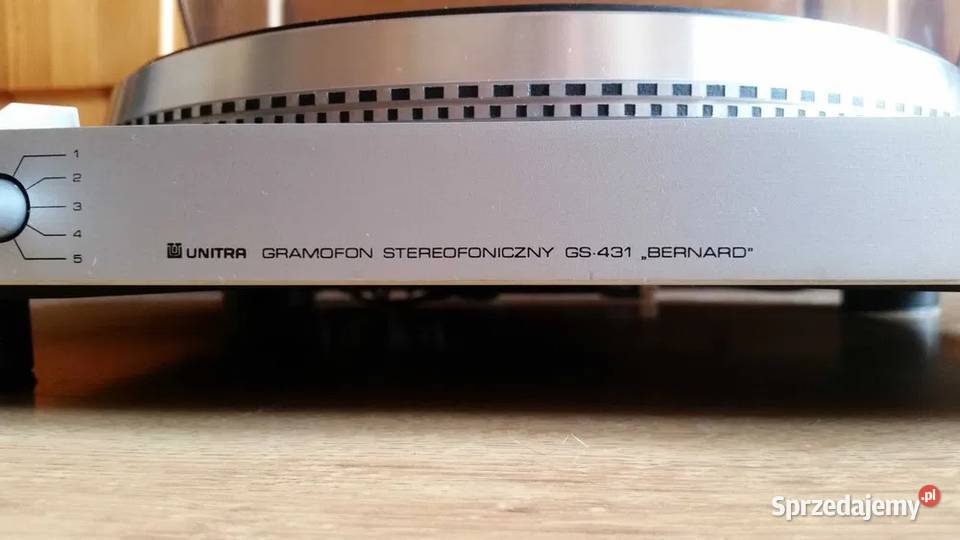 1
2
3
4
5
UNITRA GRAMOFON STEREOFONICZNY GS-431 „BERNARD"
Sprzedajemy.pl